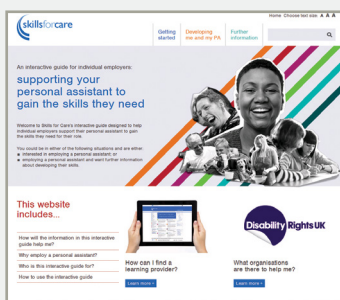 Home Choose text size: A A A
skillsforcare
Getting started
Developing me and my PA
Further information
An interactive guide for individual employers:
supporting your
personal assistant to
gain the skills they need
Welcome to Skills for Care's interactive guide designed to help
individual employers support their personal assistant to gain
the skills they need for their role.
You could be in either of the following situations and are either:
interested in employing a personal assistant; or
employing a personal assistant and want further information
about developing their skills.
This website
includes...
How will the information in this interactive
guide help me?
Why employ a personal assistant?
Who is this interactive guide for?
How to use the interactive guide
How can I find a
learning provider?
Learn more >
Disability Rights UK
What organisations
are there to help me?
Learn more >